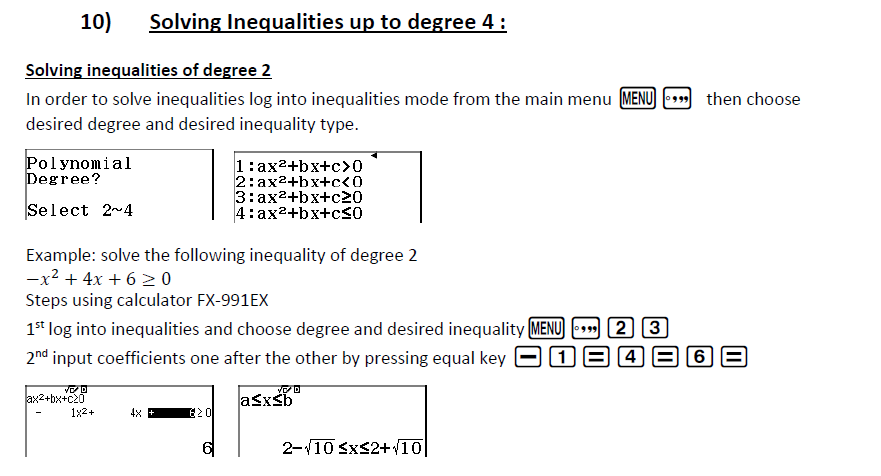 10) Solving Inequalities up to degree 4 :
Solving inequalities of degree 2
In order to solve inequalities log into inequalities mode from the main menu MENU ° ’ ’’ then choose
desired degree and desired inequality type.
Polynomial
Degree?
Select 2~4
1:ax²+bx+c>0
2:ax²+bx+c<0
3:ax²+bx+c≥0
4:ax²+bx+c≤0
Example: solve the following inequality of degree 2
−x² + 4x + 6 ≥ 0
Steps using calculator FX-991EX
1st log into inequalities and choose degree and desired inequality MENU ° ’ ’’ 2 3
2nd input coefficients one after the other by pressing equal key − 1 = 4 = 6 =
ax²+bx+c≥0
− 1x²+ 4x + 6≥0
6
a≤x≤b
2−√10≤x≤2+√10